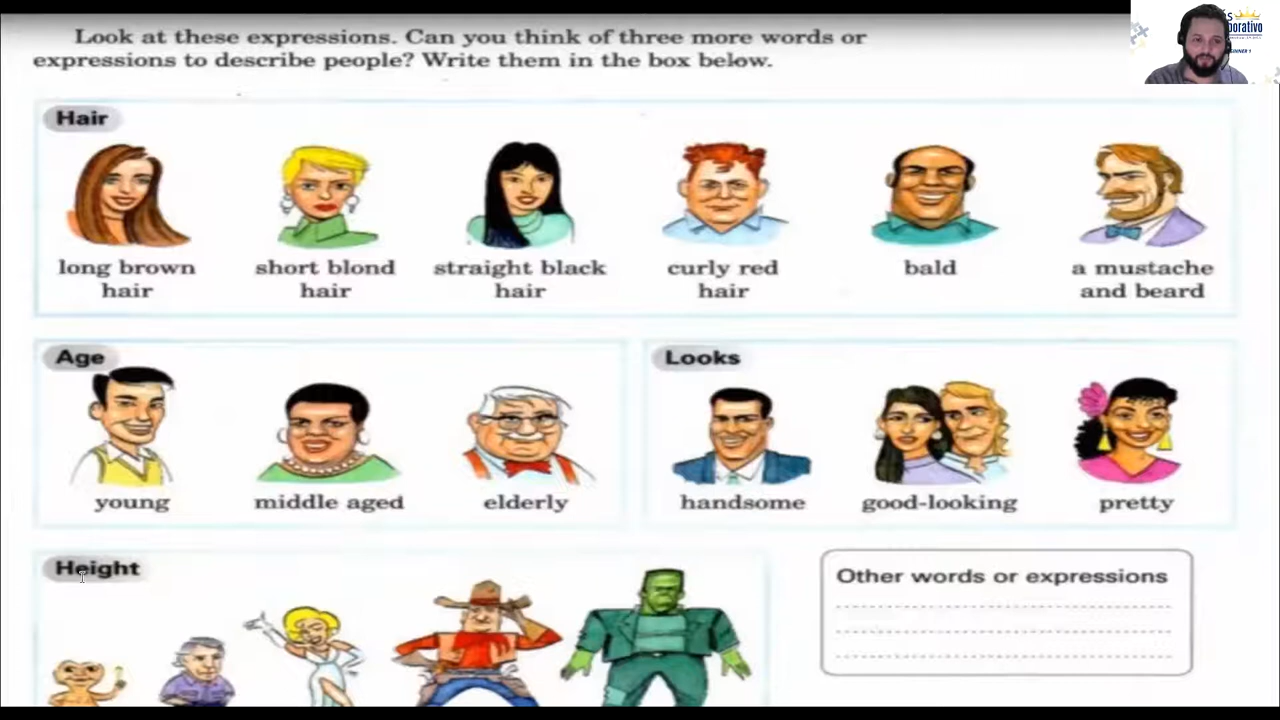 Look at these expressions. Can you think of three more words or
expressions to describe people? Write them in the box below.
Hair
long brown
hair
short blond
hair
straight black
hair
curly red
hair
bald
a mustache
and beard
Age
young
middle aged
elderly
Looks
handsome
good-looking
pretty
Height
Other words or expressions